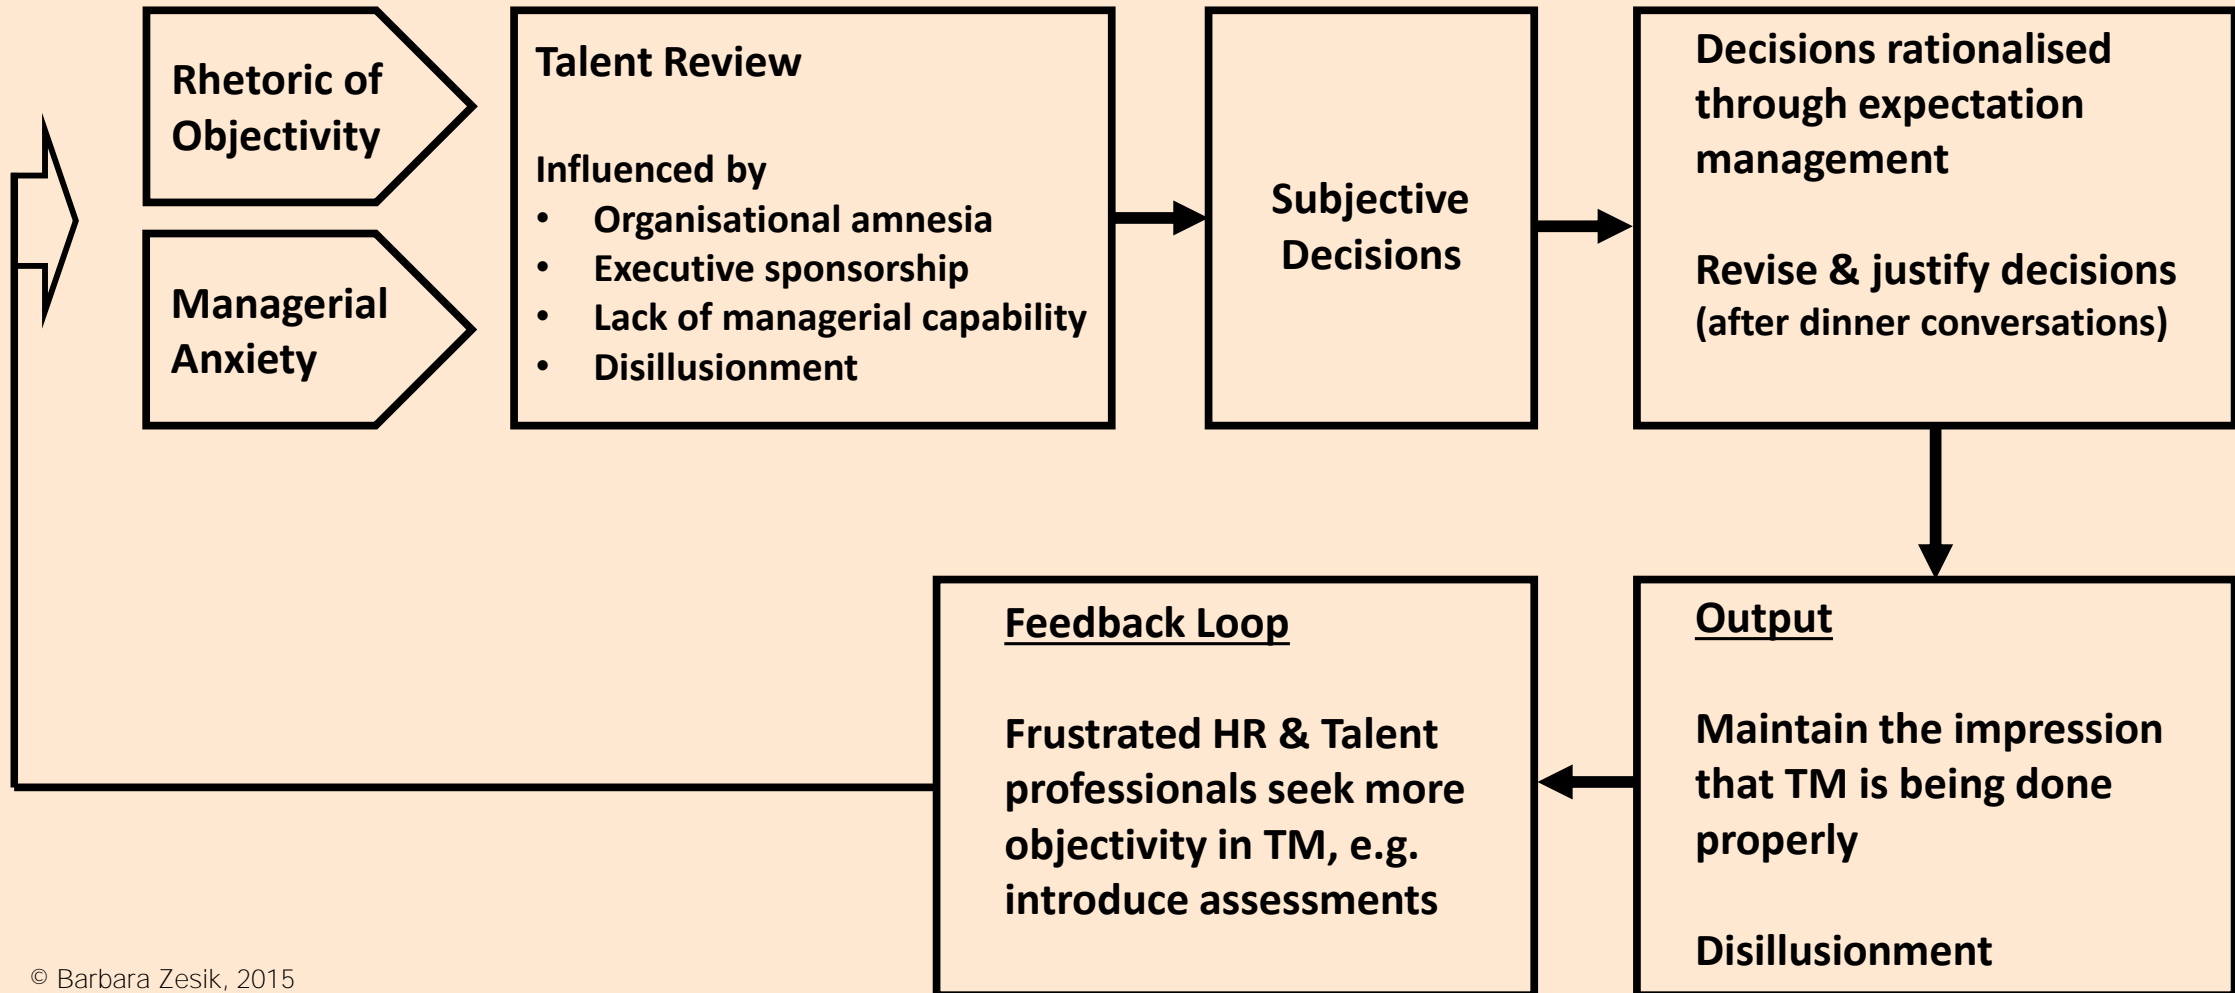 Rhetoric of
Objectivity
Managerial
Anxiety
Talent Review
Influenced by
• Organisational amnesia
• Executive sponsorship
• Lack of managerial capability
• Disillusionment
Subjective
Decisions
Decisions rationalised
through expectation
management
Revise & justify decisions
(after dinner conversations)
Output
Maintain the impression
that TM is being done
properly
Disillusionment
Feedback Loop
Frustrated HR & Talent
professionals seek more
objectivity in TM, e.g.
introduce assessments
© Barbara Zesik, 2015